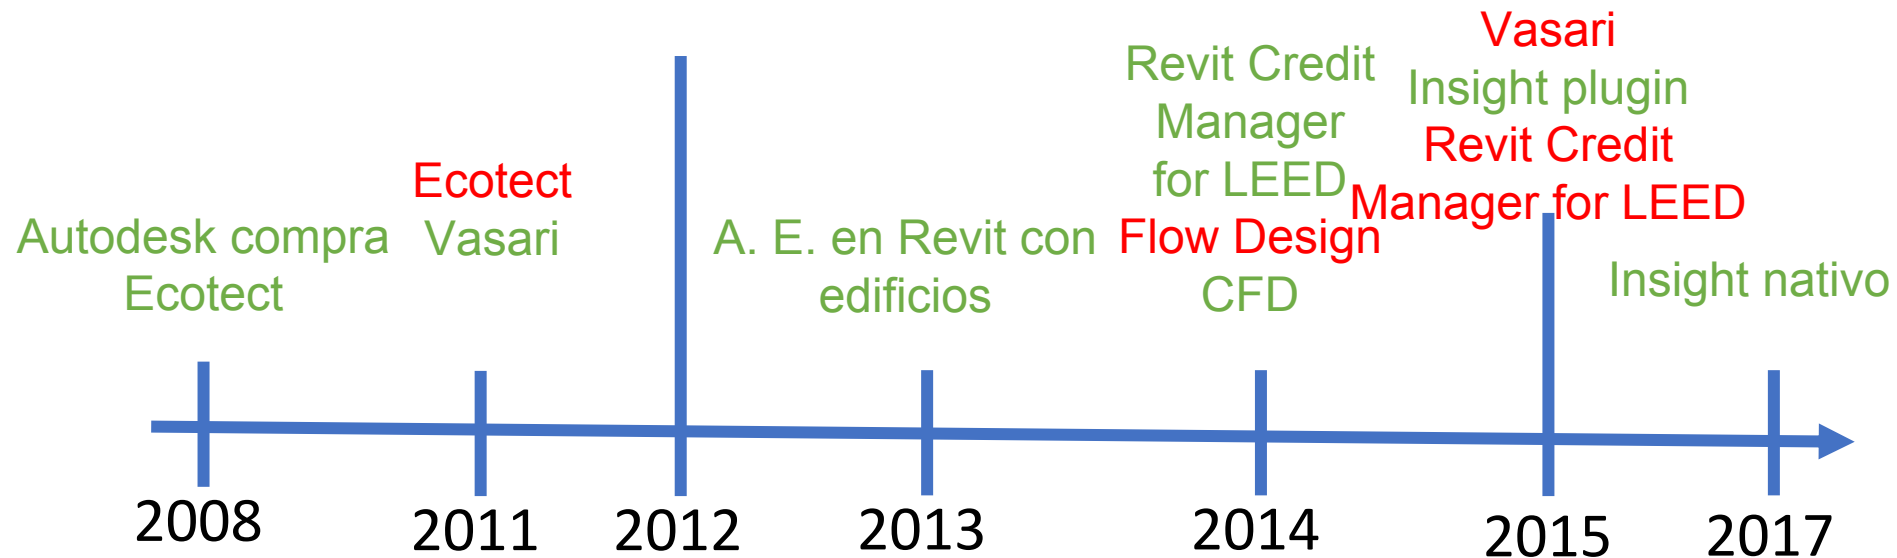 Autodesk compra
Ecotect
Ecotect
Vasari
A. E. en Revit con
edificios
Revit Credit
Manager
for LEED
Flow Design
CFD
Vasari
Insight plugin
Revit Credit
Manager for LEED
Insight nativo
2008
2011
2012
2013
2014
2015
2017